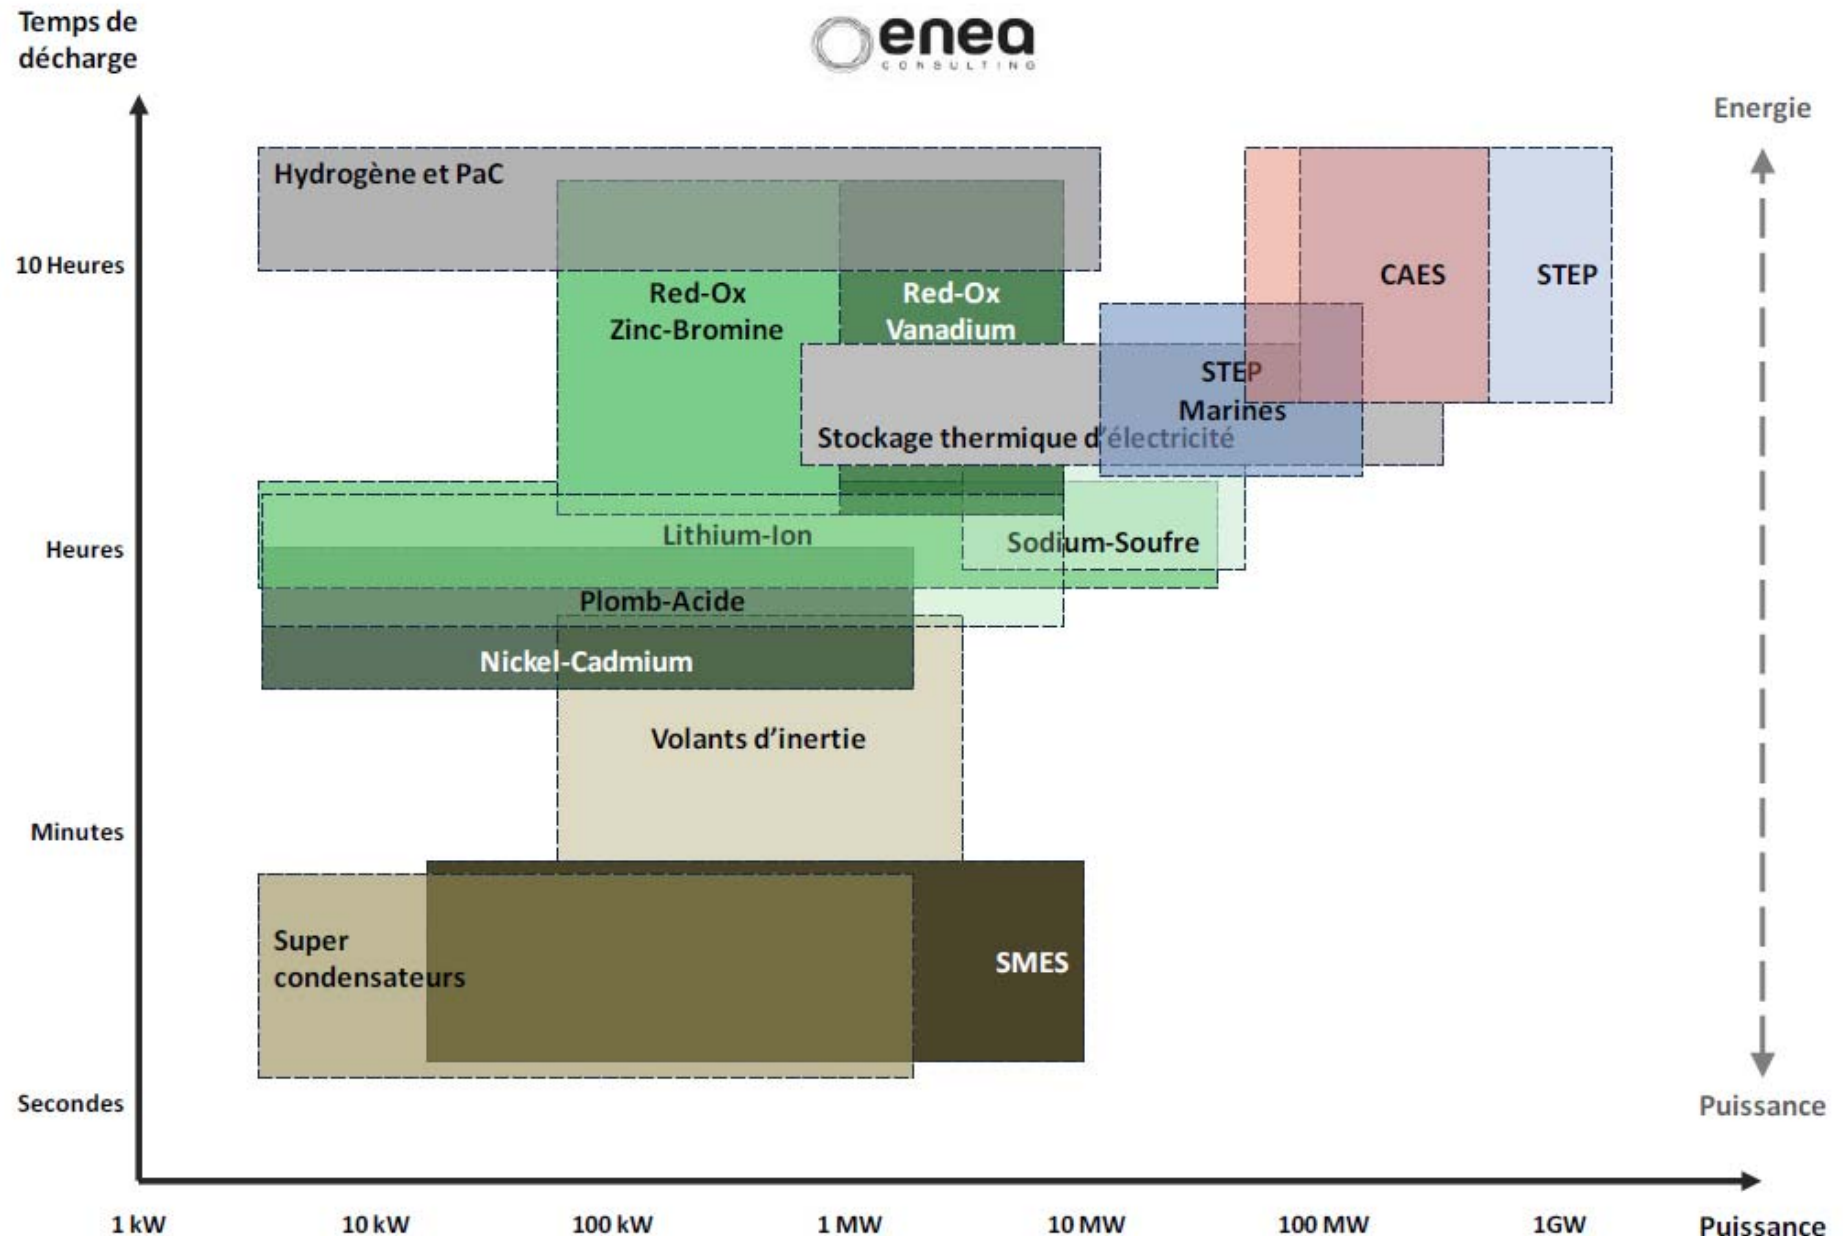 Temps de
décharge
enea
CONSULTING
Energie
Hydrogène et PaC
10 Heures
CAES
STEP
Red-Ox
Zinc-Bromine
Red-Ox
Vanadium
STEP
Marines
Stockage thermique d'électricité
Heures
Lithium-Ion
Sodium-Soufre
Plomb-Acide
Nickel-Cadmium
Volants d'inertie
Minutes
Super
condensateurs
SMES
Secondes
Puissance
1 kW
10 kW
100 kW
1 MW
10 MW
100 MW
1GW
Puissance